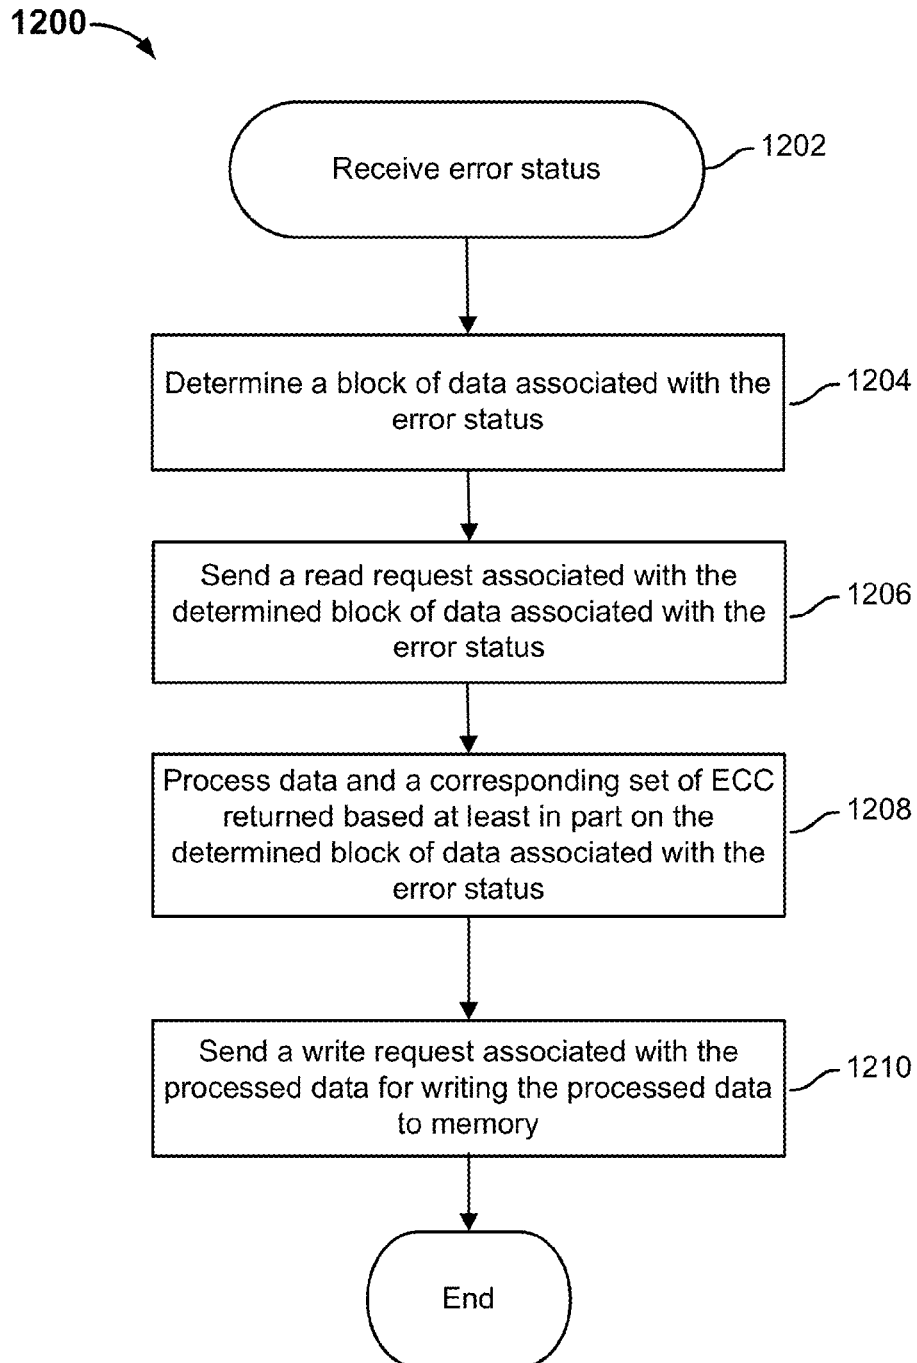 1200
Receive error status
1202
Determine a block of data associated with the
error status
1204
Send a read request associated with the
determined block of data associated with the
error status
1206
Process data and a corresponding set of ECC
returned based at least in part on the
determined block of data associated with the
error status
1208
Send a write request associated with the
processed data for writing the processed data
to memory
1210
End